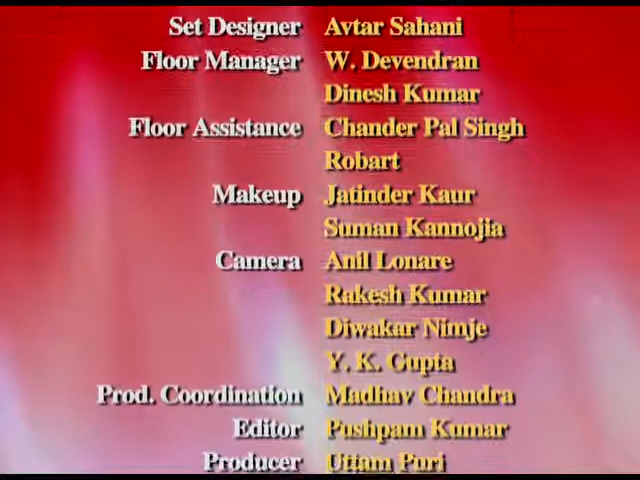 Set Designer Avtar Sahani
Floor Manager W. Devendran
Dinesh Kumar
Floor Assistance Chander Pal Singh
Robart
Makeup Jatinder Kaur
Suman Kannojia
Camera Anil Lonare
Rakesh Kumar
Diwakar Nimje
Y. K. Gupta
Prod. Coordination Madhav Chandra
Editor Pushpam Kumar
Producer Uttam Puri